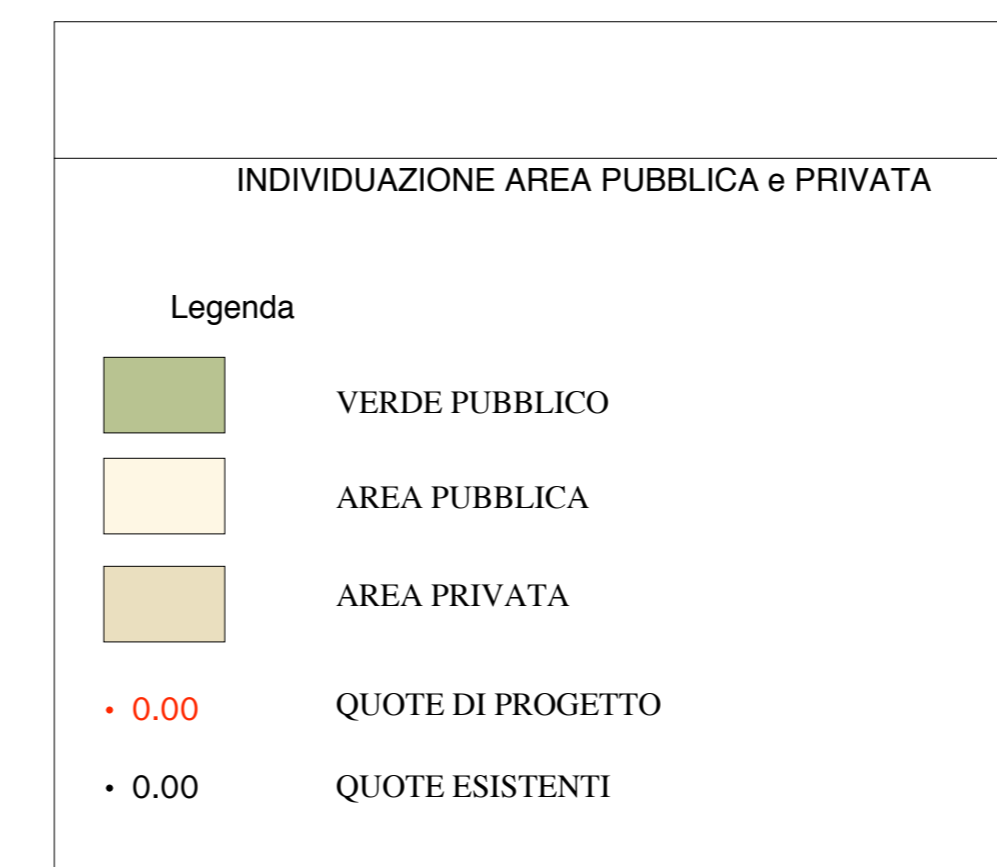 INDIVIDUAZIONE AREA PUBBLICA e PRIVATA
Legenda
VERDE PUBBLICO
AREA PUBBLICA
AREA PRIVATA
• 0.00 QUOTE DI PROGETTO
• 0.00 QUOTE ESISTENTI